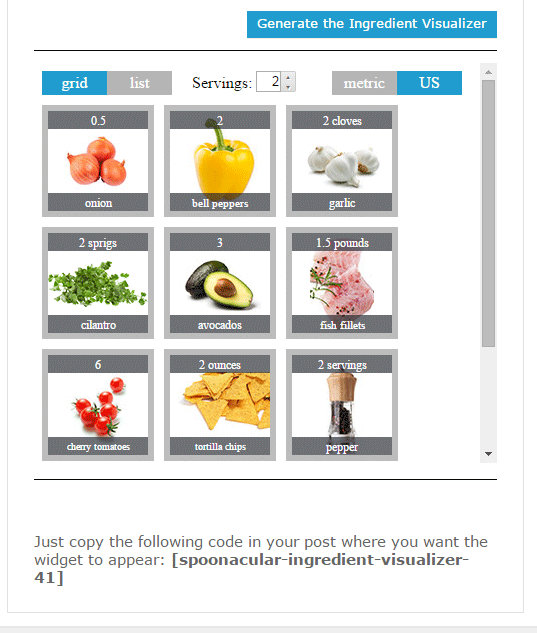 Generate the Ingredient Visualizer
grid list Servings: 2 metric US
0.5 2 2 cloves
onion bell peppers garlic
2 sprigs 3 1.5 pounds
cilantro avocados fish fillets
6 2 ounces 2 servings
cherry tomatoes tortilla chips pepper
Just copy the following code in your post where you want the
widget to appear: [spoonacular-ingredient-visualizer-
41]